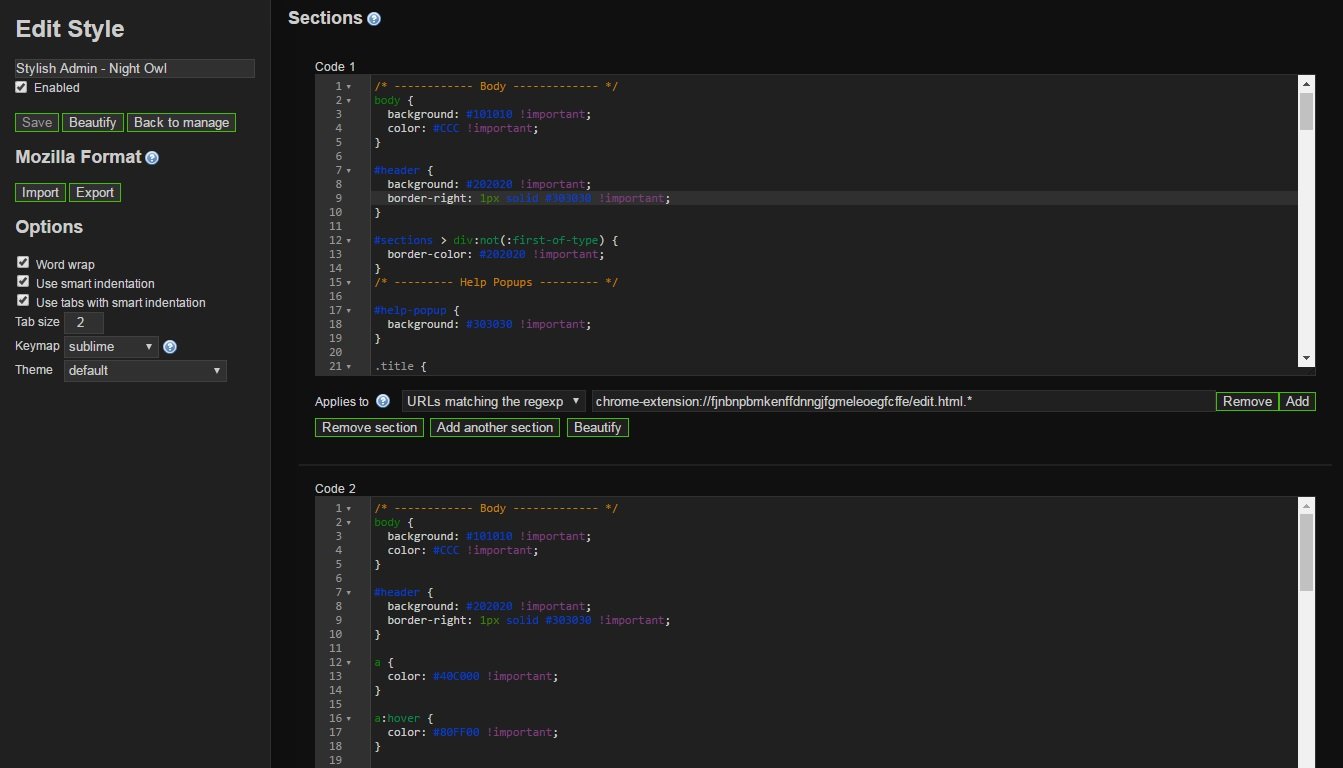 Edit Style
Stylish Admin - Night Owl
Enabled
Save Beautify Back to manage
Mozilla Format
Import Export
Options
Word wrap
Use smart indentation
Use tabs with smart indentation
Tab size 2
Keymap sublime
Theme default
Sections
Code 1
1 /* ------------ Body ------------- */
2 body {
3 background: #101010 !important;
4 color: #CCC !important;
5 }
6
7 #header {
8 background: #202020 !important;
9 border-right: 1px solid #303030 !important;
10 }
11
12 #sections > div:not(:first-of-type) {
13 border-color: #202020 !important;
14 }
15 /* --------- Help Popups --------- */
16
17 #help-popup {
18 background: #303030 !important;
19 }
20
21 .title {
Applies to URLs matching the regexp chrome-extension://fjnbnpbmkenffdnngjfgmeleoegfcffe/edit.html.* Remove Add
Remove section Add another section Beautify
Code 2
1 /* ------------ Body ------------- */
2 body {
3 background: #101010 !important;
4 color: #CCC !important;
5 }
6
7 #header {
8 background: #202020 !important;
9 border-right: 1px solid #303030 !important;
10 }
11
12 a {
13 color: #40C000 !important;
14 }
15
16 a:hover {
17 color: #80FF00 !important;
18 }
19